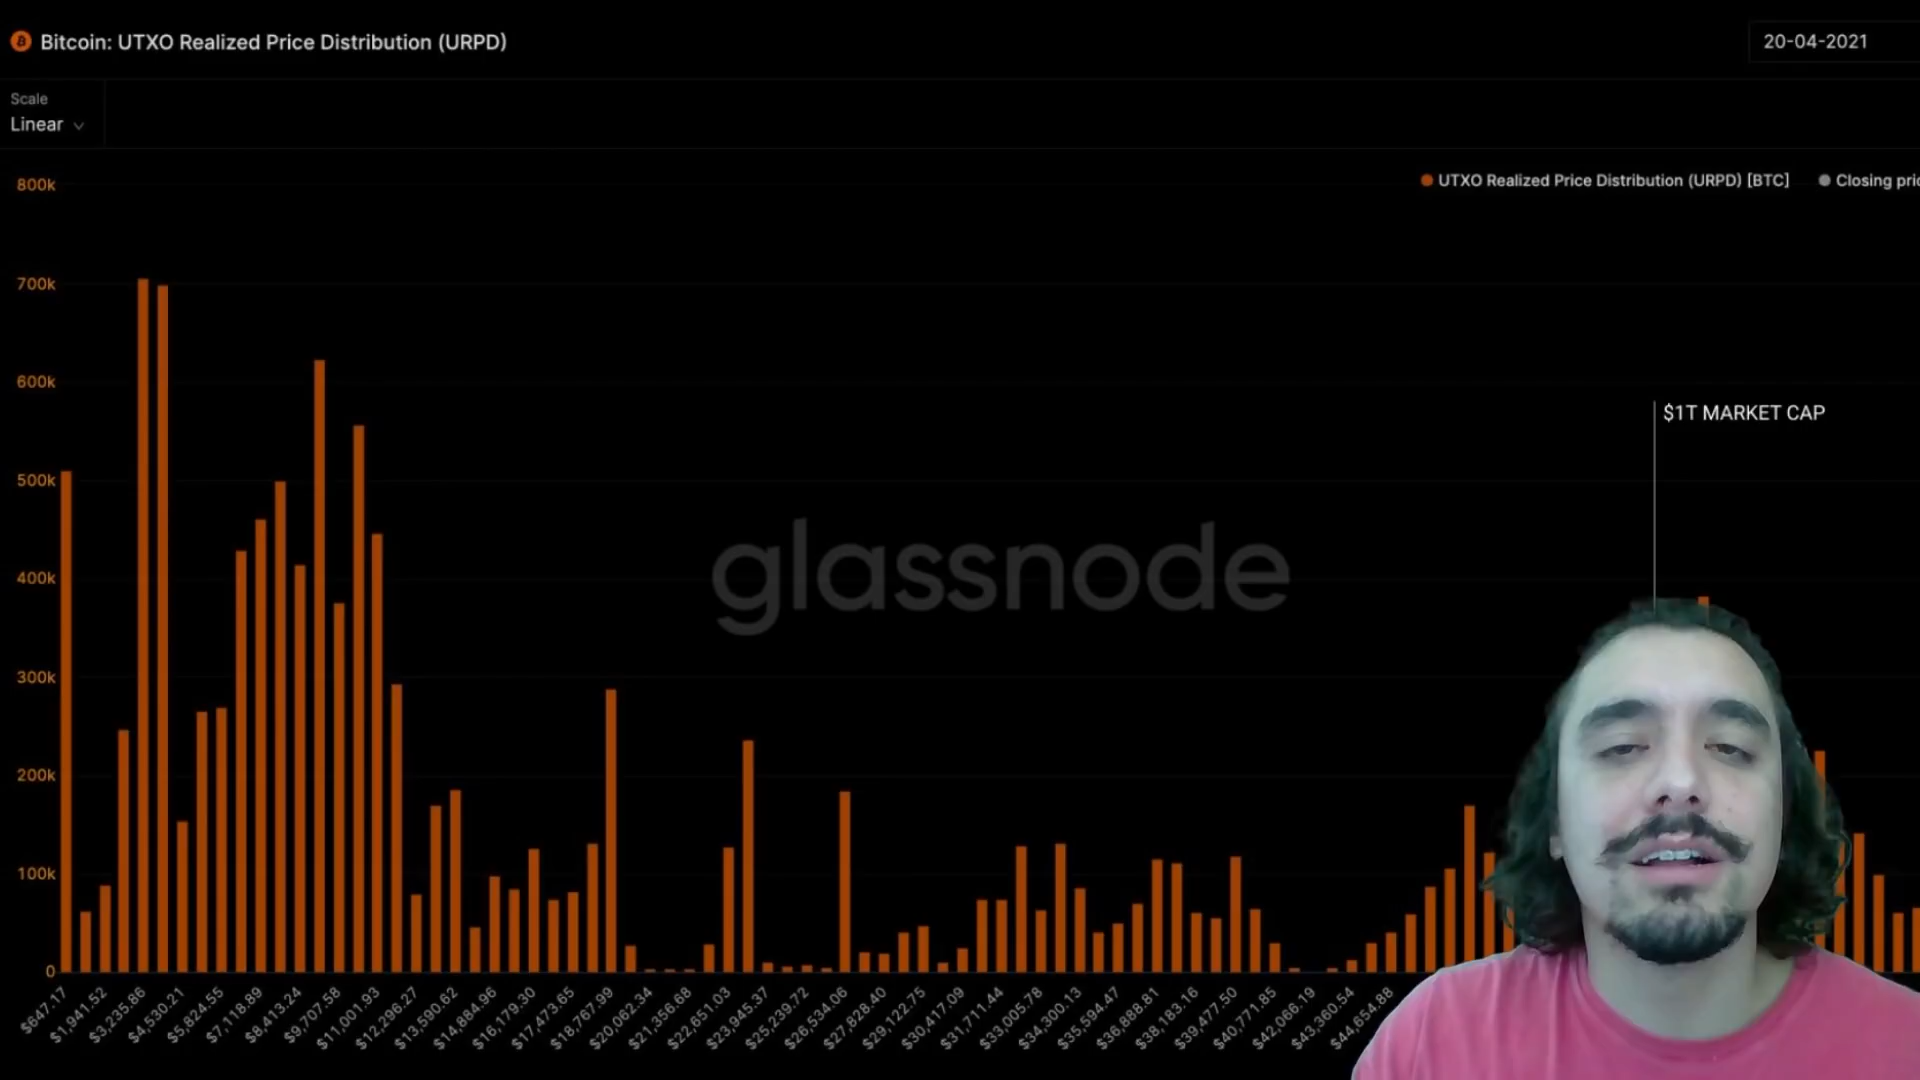 Bitcoin: UTXO Realized Price Distribution (URPD)
20-04-2021
Scale
Linear
UTXO Realized Price Distribution (URPD) [BTC]
Closing pric
800k
700k
600k
500k
400k
300k
200k
100k
0
$1T MARKET CAP
glassnode
$647.17
$1,941.52
$3,235.86
$4,530.21
$5,824.55
$7,118.89
$8,413.24
$9,707.58
$11,001.93
$12,296.27
$13,590.62
$14,884.96
$16,179.30
$17,473.65
$18,767.99
$20,062.34
$21,356.68
$22,651.03
$23,945.37
$25,239.72
$26,534.06
$27,828.40
$29,122.75
$30,417.09
$31,711.44
$33,005.78
$34,300.13
$35,594.47
$36,888.81
$38,183.16
$39,477.50
$40,771.85
$42,066.19
$43,360.54
$44,654.88